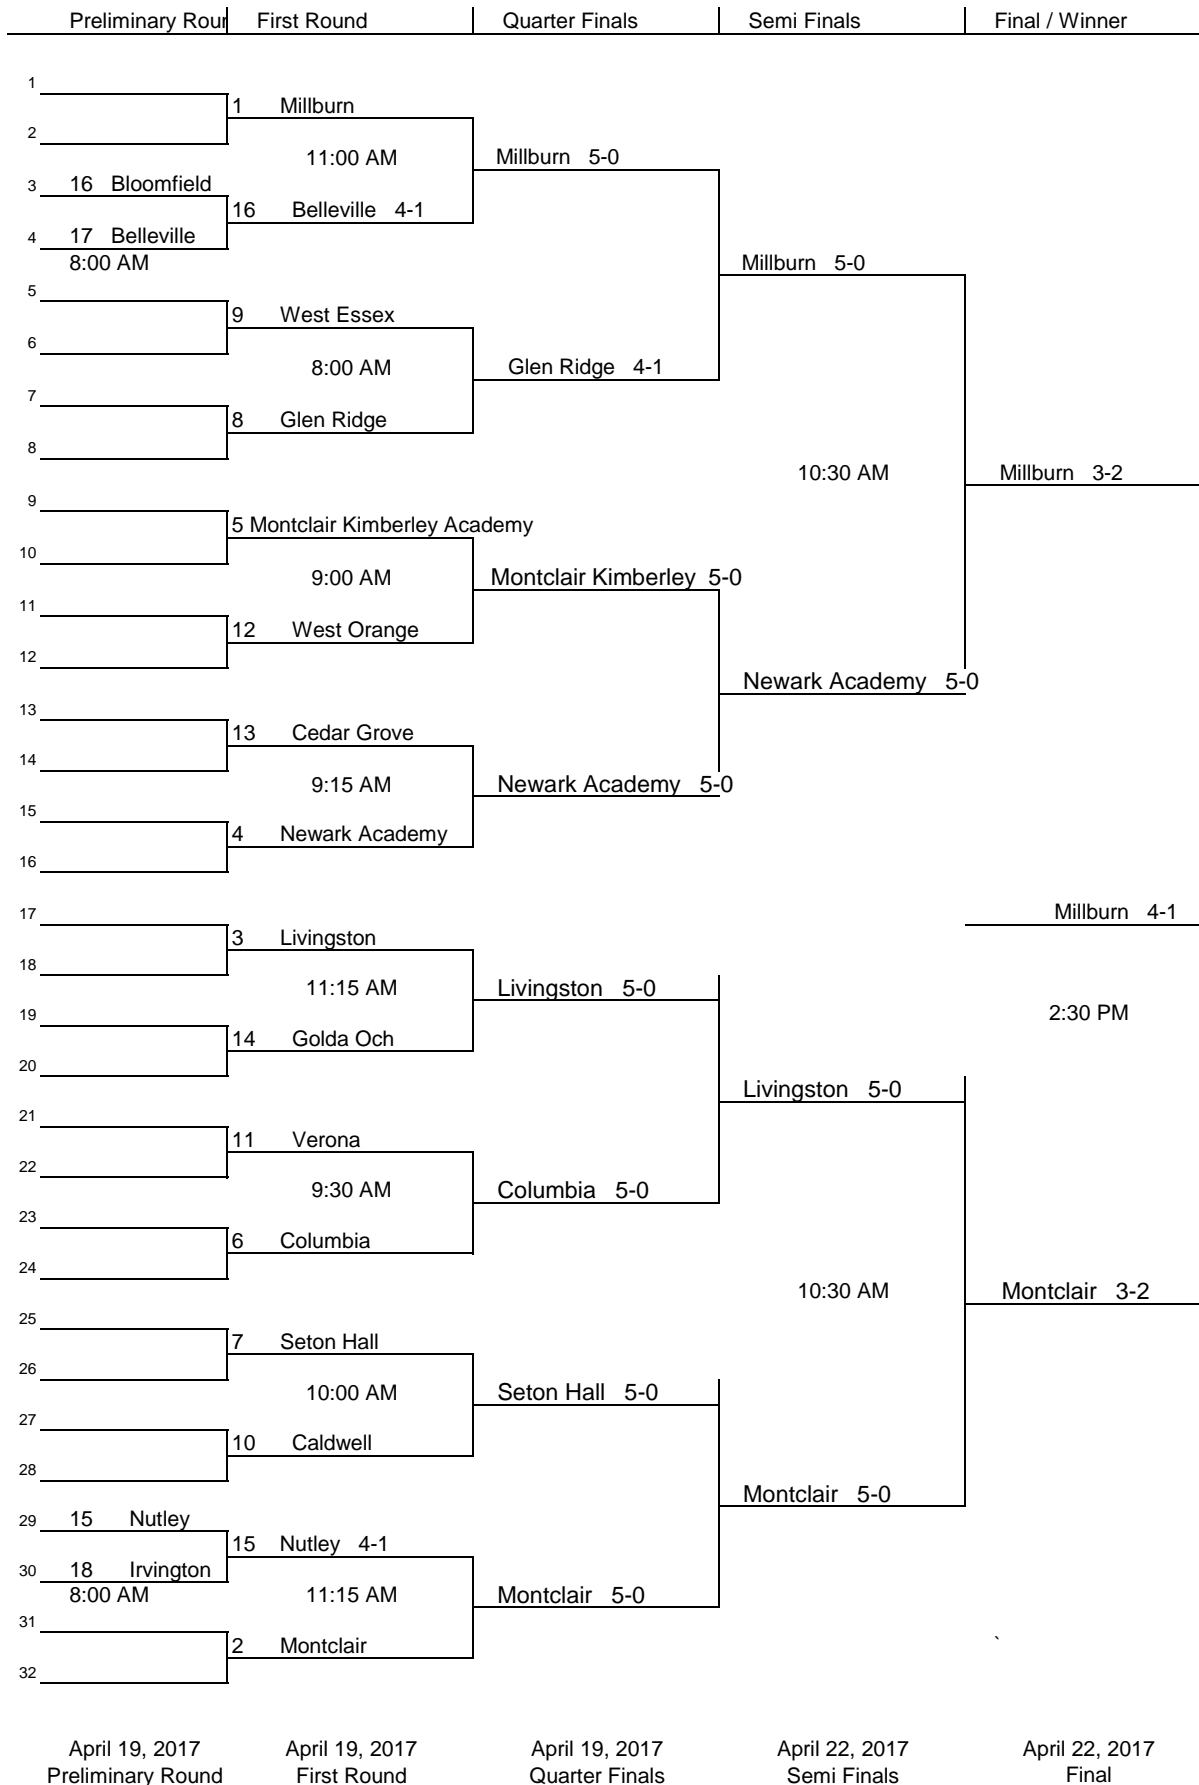 Preliminary Roun First Round Quarter Finals Semi Finals Final / Winner
1
1 Millburn
2
11:00 AM Millburn 5-0
3 16 Bloomfield
16 Belleville 4-1
4 17 Belleville
8:00 AM Millburn 5-0
5
9 West Essex
6
8:00 AM Glen Ridge 4-1
7
8 Glen Ridge
8
10:30 AM Millburn 3-2
9
5 Montclair Kimberley Academy
10
9:00 AM Montclair Kimberley 5-0
11
12 West Orange
12
Newark Academy 5-0
13
13 Cedar Grove
14
9:15 AM Newark Academy 5-0
15
4 Newark Academy
16
17 Millburn 4-1
3 Livingston
18
11:15 AM Livingston 5-0
19 2:30 PM
14 Golda Och
20
Livingston 5-0
21
11 Verona
22
9:30 AM Columbia 5-0
23
6 Columbia
24
10:30 AM Montclair 3-2
25
7 Seton Hall
26
10:00 AM Seton Hall 5-0
27
10 Caldwell
28
Montclair 5-0
29 15 Nutley
15 Nutley 4-1
30 18 Irvington
8:00 AM 11:15 AM Montclair 5-0
31
2 Montclair `
32
April 19, 2017 April 19, 2017 April 19, 2017 April 22, 2017 April 22, 2017
Preliminary Round First Round Quarter Finals Semi Finals Final